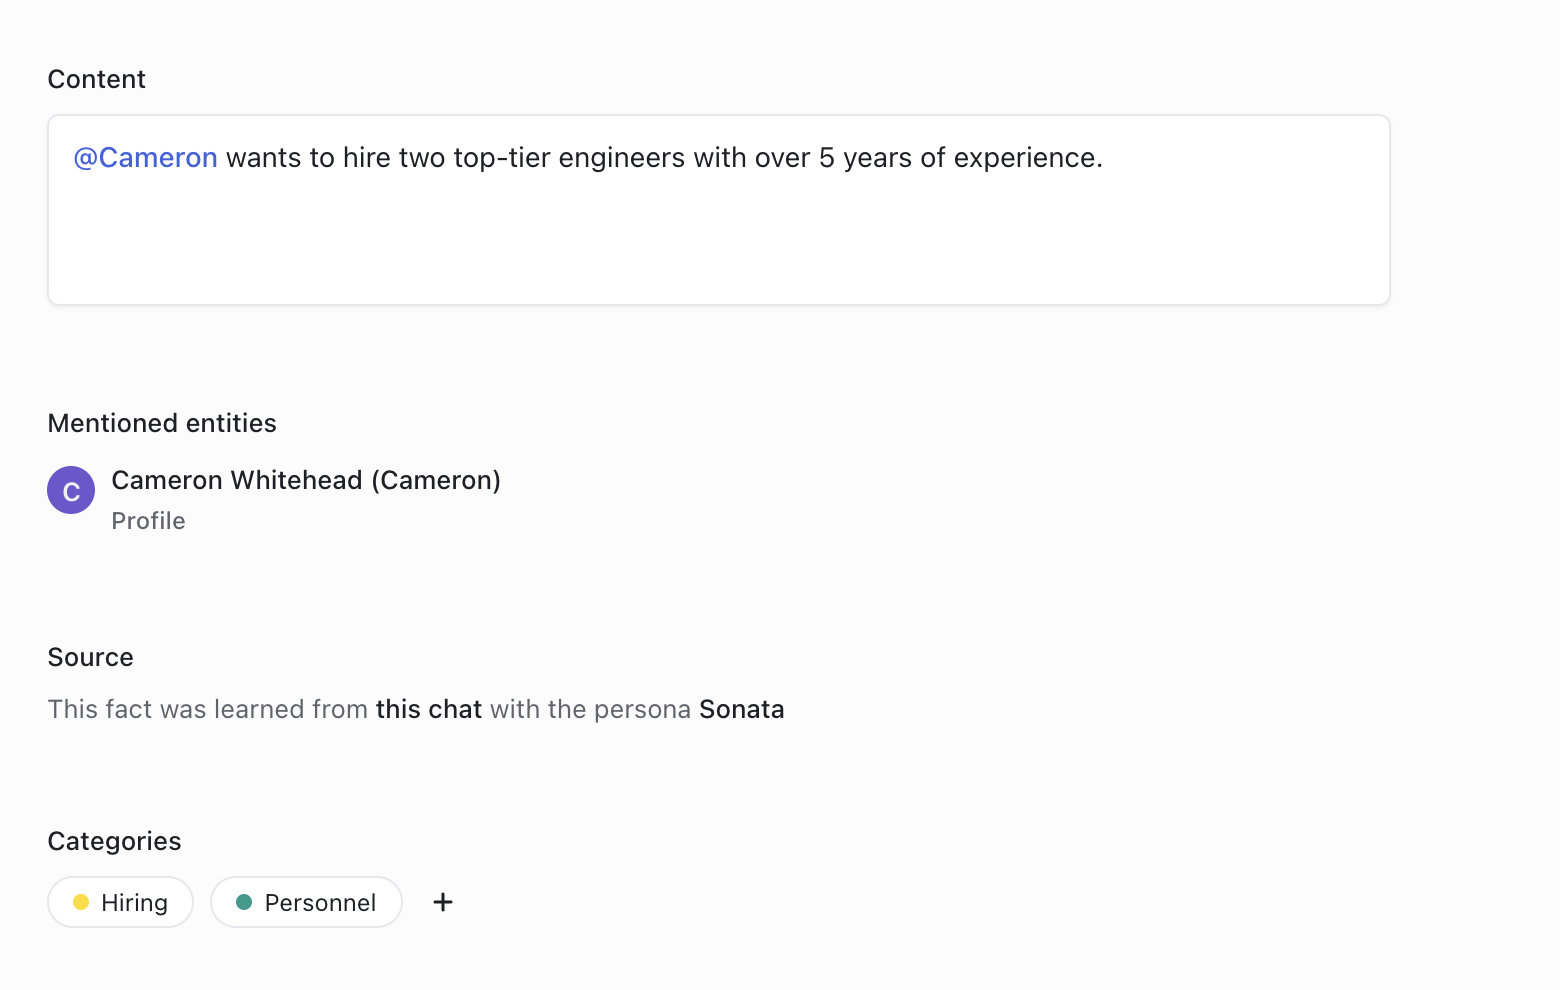 Content
@Cameron wants to hire two top-tier engineers with over 5 years of experience.
Mentioned entities
C
Cameron Whitehead (Cameron)
Profile
Source
This fact was learned from this chat with the persona Sonata
Categories
Hiring
Personnel
+